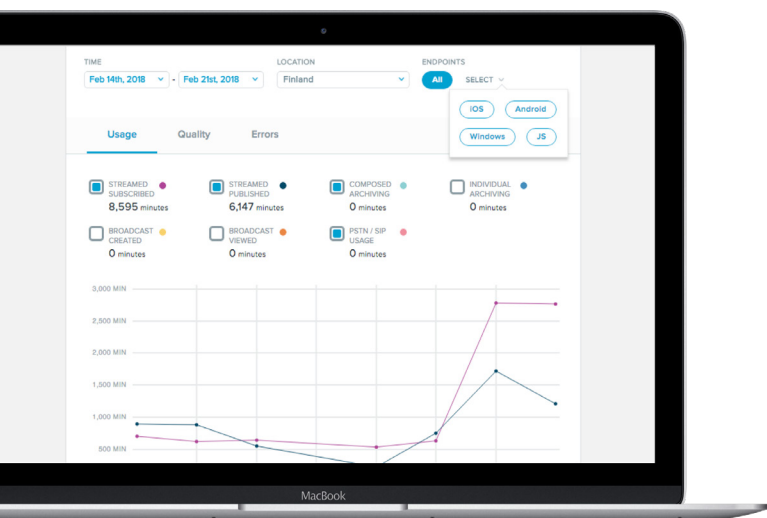 TIME LOCATION ENDPOINTS
Feb 14th, 2018 - Feb 21st, 2018 Finland All SELECT
iOS Android
Windows JS
Usage Quality Errors
STREAMED SUBSCRIBED
8,595 minutes
STREAMED PUBLISHED
6,147 minutes
COMPOSED ARCHIVING
0 minutes
INDIVIDUAL ARCHIVING
0 minutes
BROADCAST CREATED
0 minutes
BROADCAST VIEWED
0 minutes
PSTN / SIP USAGE
0 minutes
3,000 MIN
2,500 MIN
2,000 MIN
1,500 MIN
1,000 MIN
500 MIN
MacBook